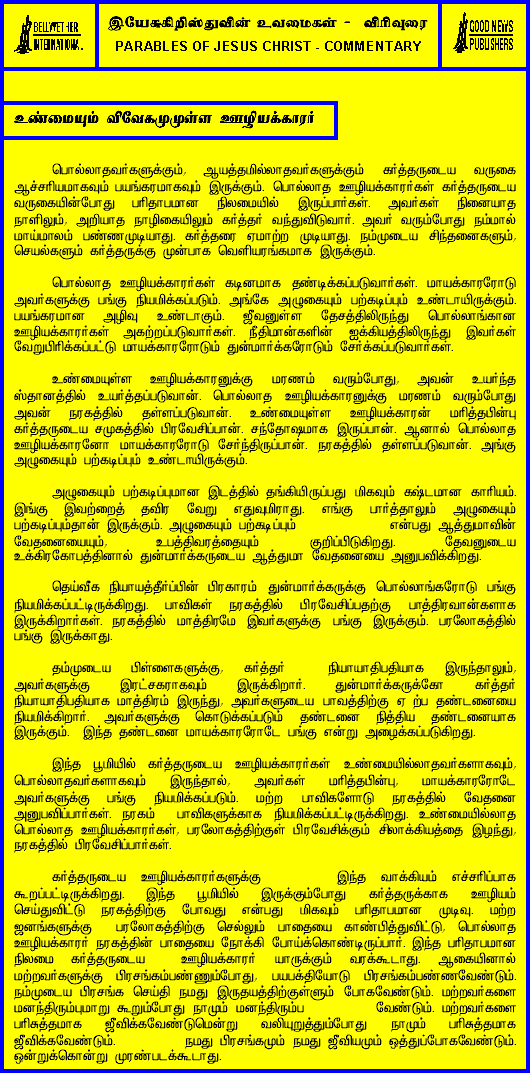 BELLWETHER
INTERNATIONAL
இயேசுகிறிஸ்துவின் உவமைகள் - விரிவுரை
PARABLES OF JESUS CHRIST - COMMENTARY
GOOD NEWS
PUBLISHERS
உண்மையும் விவேகமுமுள்ள ஊழியக்காரர்
பொல்லாதவர்களுக்கும், ஆயத்தமில்லாதவர்களுக்கும் கர்த்தருடைய வருகை
ஆச்சரியமாகவும் பயங்கரமாகவும் இருக்கும். பொல்லாத ஊழியக்காரர்கள் கர்த்தருடைய
வருகையின்போது பரிதாபமான நிலமையில் இருப்பார்கள். அவர்கள் நினையாத
நாளிலும், அறியாத நாழிகையிலும் கர்த்தர் வந்துவிடுவார். அவர் வரும்போது நம்மால்
மாய்மாலம் பண்ணமுடியாது. கர்த்தரை ஏமாற்ற முடியாது. நம்முடைய சிந்தனைகளும்,
செயல்களும் கர்த்தருக்கு முன்பாக வெளியரங்கமாக இருக்கும்.
பொல்லாத ஊழியக்காரர்கள் கடினமாக தண்டிக்கப்படுவார்கள். மாயக்காரரோடு
அவர்களுக்கு பங்கு நியமிக்கப்படும். அங்கே அழுகையும் பற்கடிப்பும் உண்டாயிருக்கும்.
பயங்கரமான அழிவு உண்டாகும். ஜீவனுள்ள தேசத்திலிருந்து பொல்லாங்கான
ஊழியக்காரர்கள் அகற்றப்படுவார்கள். நீதிமான்களின் ஐக்கியத்திலிருந்து இவர்கள்
வேறுபிரிக்கப்பட்டு மாயக்காரரோடும் துன்மார்க்கரோடும் சேர்க்கப்படுவார்கள்.
உண்மையுள்ள ஊழியக்காரனுக்கு மரணம் வரும்போது, அவன் உயர்ந்த
ஸ்தானத்தில் உயர்த்தப்படுவான். பொல்லாத ஊழியக்காரனுக்கு மரணம் வரும்போது
அவன் நரகத்தில் தள்ளப்படுவான். உண்மையுள்ள ஊழியக்காரன் மரித்தபின்பு
கர்த்தருடைய சமுகத்தில் பிரவேசிப்பான். சந்தோஷமாக இருப்பான். ஆனால் பொல்லாத
ஊழியக்காரனோ மாயக்காரரோடு சேர்ந்திருப்பான். நரகத்தில் தள்ளப்படுவான். அங்கு
அழுகையும் பற்கடிப்பும் உண்டாயிருக்கும்.
அழுகையும் பற்கடிப்புமான இடத்தில் தங்கியிருப்பது மிகவும் கஷ்டமான காரியம்.
இங்கு இவற்றைத் தவிர வேறு எதுவுமிராது. எங்கு பார்த்தாலும் அழுகையும்
பற்கடிப்பும்தான் இருக்கும். அழுகையும் பற்கடிப்பும் என்பது ஆத்துமாவின்
வேதனையையும், உபத்திவரத்தையும் குறிப்பிடுகிறது. தேவனுடைய
உக்கிரகோபத்தினால் துன்மார்க்கருடைய ஆத்துமா வேதனையை அனுபவிக்கிறது.
தெய்வீக நியாயத்தீர்ப்பின் பிரகாரம் துன்மார்க்கருக்கு பொல்லாங்கரோடு பங்கு
நியமிக்கப்பட்டிருக்கிறது. பாவிகள் நரகத்தில் பிரவேசிப்பதற்கு பாத்திரவான்களாக
இருக்கிறார்கள். நரகத்தில் மாத்திரமே இவர்களுக்கு பங்கு இருக்கும். பரலோகத்தில்
பங்கு இருக்காது.
தம்முடைய பிள்ளைகளுக்கு, கர்த்தர் நியாயாதிபதியாக இருந்தாலும்,
அவர்களுக்கு இரட்சகராகவும் இருக்கிறார். துன்மார்க்கருக்கோ கர்த்தர்
நியாயாதிபதியாக மாத்திரம் இருந்து, அவர்களுடைய பாவத்திற்கு ஏ ற்ப தண்டனையை
நியமிக்கிறார். அவர்களுக்கு கொடுக்கப்படும் தண்டனை நித்திய தண்டனையாக
இருக்கும். இந்த தண்டனை மாயக்காரரோடே பங்கு என்று அழைக்கப்படுகிறது.
இந்த பூமியில் கர்த்தருடைய ஊழியக்காரர்கள் உண்மையில்லாதவர்களாகவும்,
பொல்லாதவர்களாகவும் இருந்தால், அவர்கள் மரித்தபின்பு, மாயக்காரரோடே
அவர்களுக்கு பங்கு நியமிக்கப்படும். மற்ற பாவிகளோடு நரகத்தில் வேதனை
அனுபவிப்பார்கள். நரகம் பாவிகளுக்காக நியமிக்கப்பட்டிருக்கிறது. உண்மையில்லாத
பொல்லாத ஊழியக்காரர்கள், பரலோகத்திற்குள் பிரவேசிக்கும் சிலாக்கியத்தை இழந்து,
நரகத்தில் பிரவேசிப்பார்கள்.
கர்த்தருடைய ஊழியக்காரர்களுக்கு இந்த வாக்கியம் எச்சரிப்பாக
கூறப்பட்டிருக்கிறது. இந்த பூமியில் இருக்கும்போது கர்த்தருக்காக ஊழியம்
செய்துவிட்டு நரகத்திற்கு போவது என்பது மிகவும் பரிதாபமான முடிவு. மற்ற
ஜனங்களுக்கு பரலோகத்திற்கு செல்லும் பாதையை காண்பித்துவிட்டு, பொல்லாத
ஊழியக்காரர் நரகத்தின் பாதையை நோக்கி போய்க்கொண்டிருப்பார். இந்த பரிதாபமான
நிலமை கர்த்தருடைய ஊழியக்காரர் யாருக்கும் வரக்கூடாது. ஆகையினால்
மற்றவர்களுக்கு பிரசங்கம்பண்ணும்போது, பயபக்தியோடு பிரசங்கம்பண்ணவேண்டும்.
நம்முடைய பிரசங்க செய்தி நமது இருதயத்திற்குள்ளும் போகவேண்டும். மற்றவர்களை
மனந்திரும்புமாறு கூறும்போது நாமும் மனந்திரும்ப வேண்டும். மற்றவர்களை
பரிசுத்தமாக ஜீவிக்கவேண்டுமென்று வலியுறுத்தும்போது நாமும் பரிசுத்தமாக
ஜீவிக்கவேண்டும். நமது பிரசங்கமும் நமது ஜீவியமும் ஒத்துப்போகவேண்டும்.
ஒன்றுக்கொன்று முரண்படக்கூடாது.